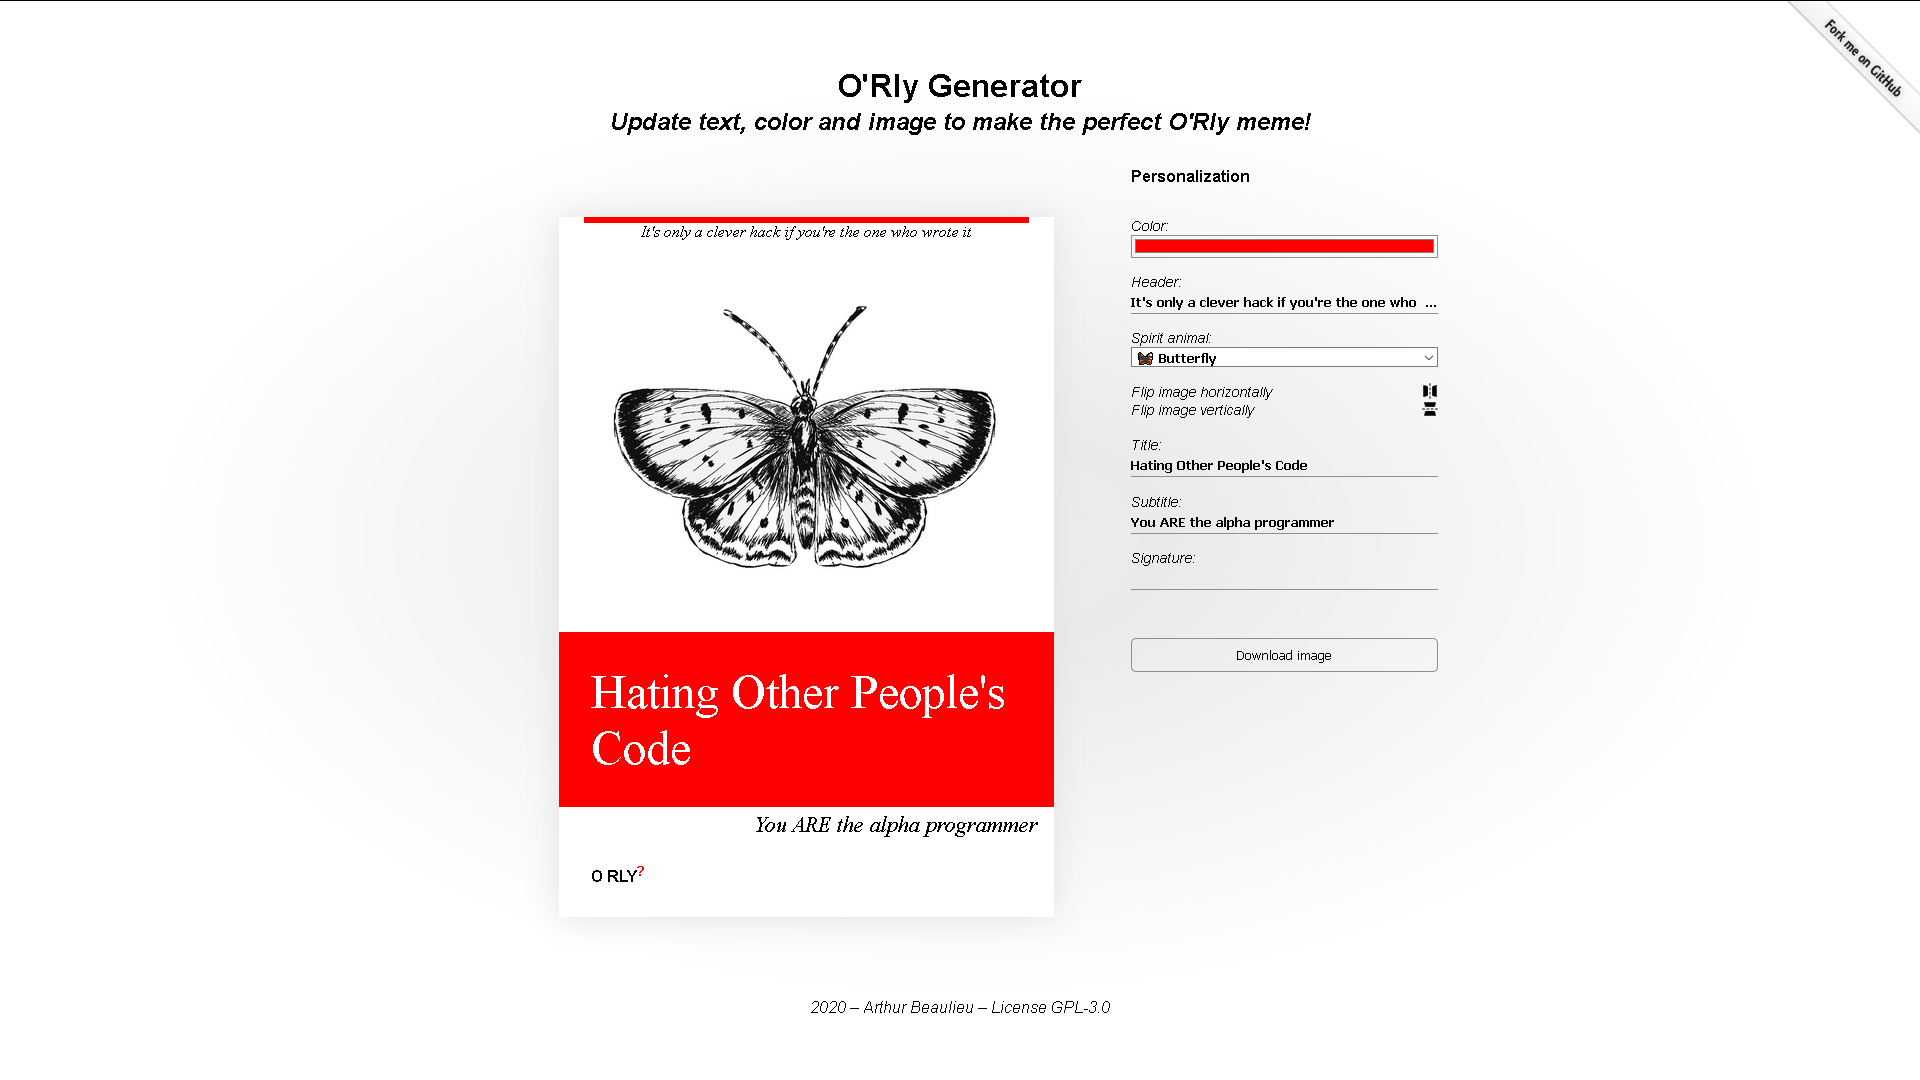 Fork me on GitHub
O'Rly Generator
Update text, color and image to make the perfect O'Rly meme!
It's only a clever hack if you're the one who wrote it
Hating Other People's
Code
You ARE the alpha programmer
O RLY?
Personalization
Color:
Header:
It's only a clever hack if you're the one who ...
Spirit animal:
Butterfly
Flip image horizontally
Flip image vertically
Title:
Hating Other People's Code
Subtitle:
You ARE the alpha programmer
Signature:
Download image
2020 – Arthur Beaulieu – License GPL-3.0